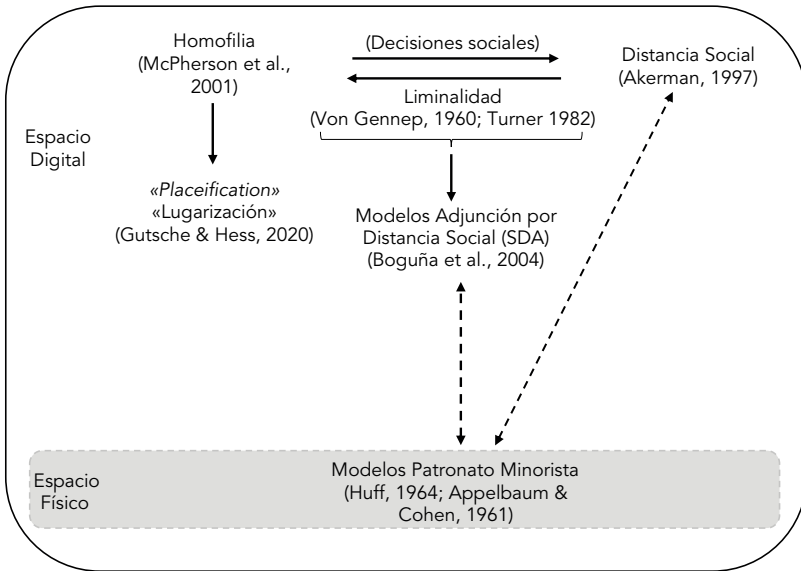 Homofilia
(McPherson et al.,
2001)
(Decisiones sociales)
Liminalidad
(Von Gennep, 1960; Turner 1982)
Distancia Social
(Akerman, 1997)
Espacio
Digital
«Placeification»
«Lugarización»
(Gutsche & Hess, 2020)
Modelos Adjunción por
Distancia Social (SDA)
(Boguña et al., 2004)
Espacio
Físico
Modelos Patronato Minorista
(Huff, 1964; Appelbaum &
Cohen, 1961)